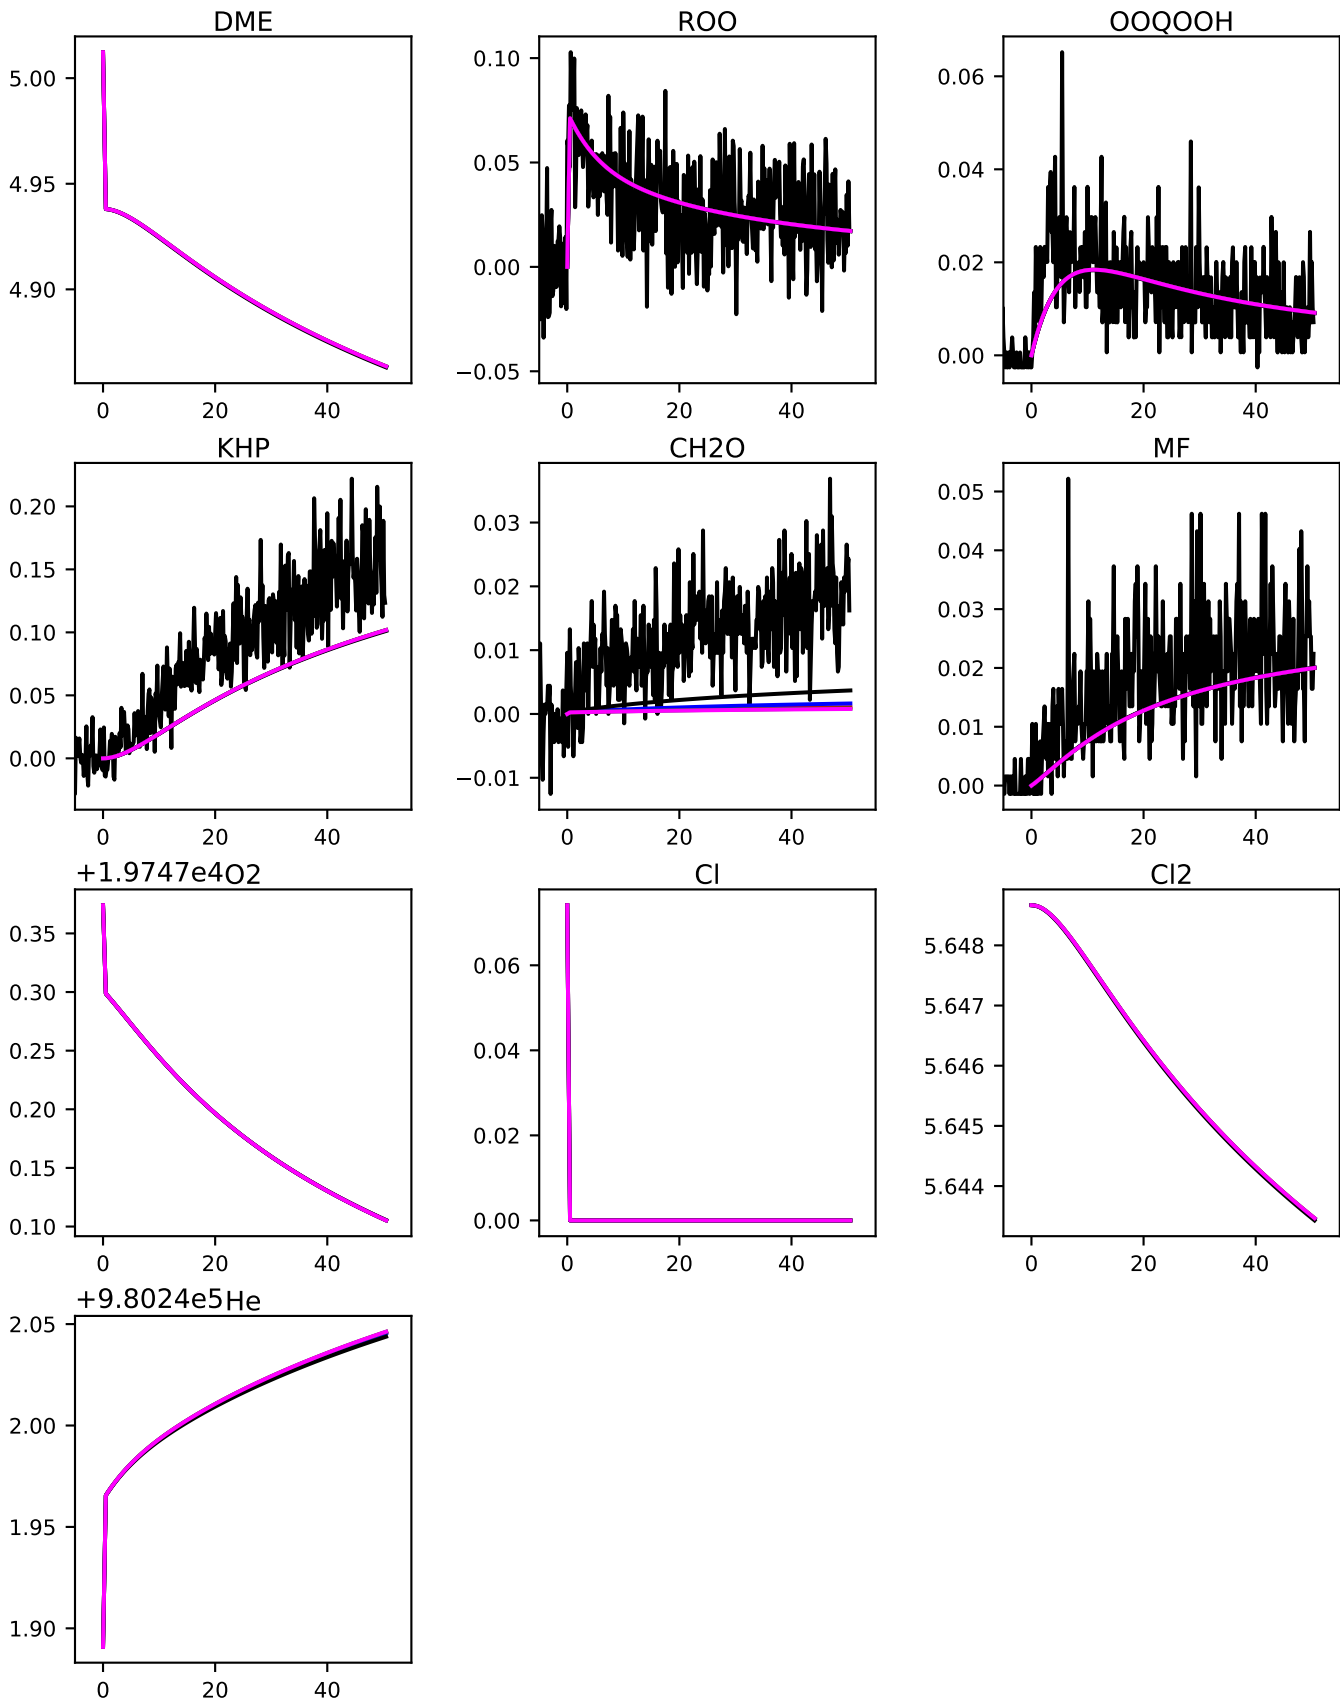 DME ROO OOQOOH
5.00 0.10 0.06
4.95 0.05 0.04
4.90 0.00 0.02
−0.05 0.00
0 20 40 0 20 40 0 20 40
KHP CH2O MF
0.20 0.03 0.05
0.15 0.02 0.04
0.10 0.01 0.03
0.05 0.00 0.02
0.00 −0.01 0.01
0.00
0 20 40 0 20 40 0 20 40
+1.9747e4 O2 Cl Cl2
0.35 0.06 5.648
0.30 0.04 5.647
0.25 0.02 5.646
0.20 0.00 5.645
0.15 5.644
0.10
0 20 40 0 20 40 0 20 40
+9.8024e5 He
2.05
2.00
1.95
1.90
0 20 40